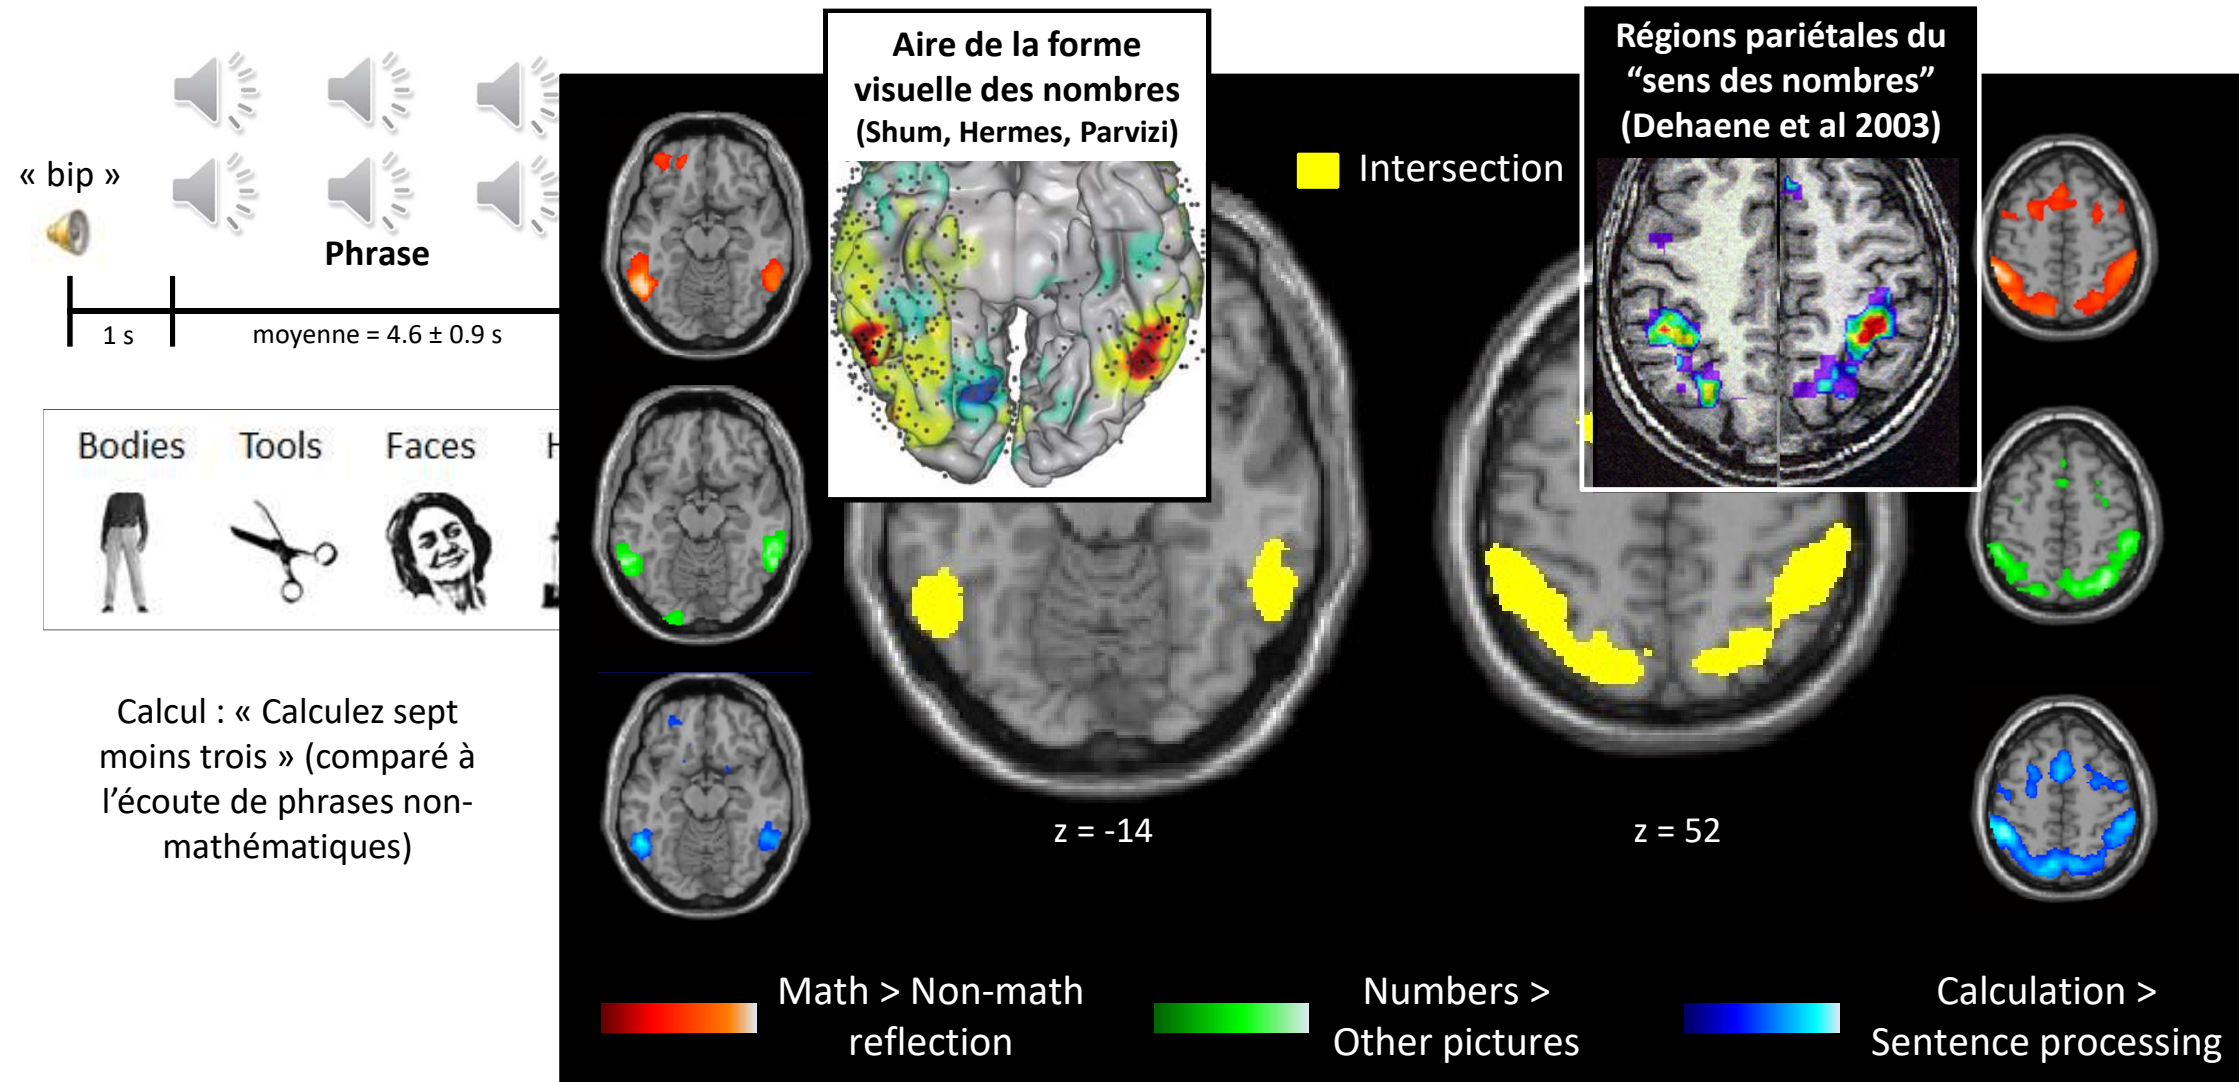 « bip »
Phrase
1 s
moyenne = 4.6 ± 0.9 s
Bodies
Tools
Faces
Calcul : « Calculez sept
moins trois » (comparé à
l’écoute de phrases non-
mathématiques)
Aire de la forme
visuelle des nombres
(Shum, Hermes, Parvizi)
Intersection
Régions pariétales du
“sens des nombres”
(Dehaene et al 2003)
z = -14
z = 52
Math > Non-math
reflection
Numbers >
Other pictures
Calculation >
Sentence processing